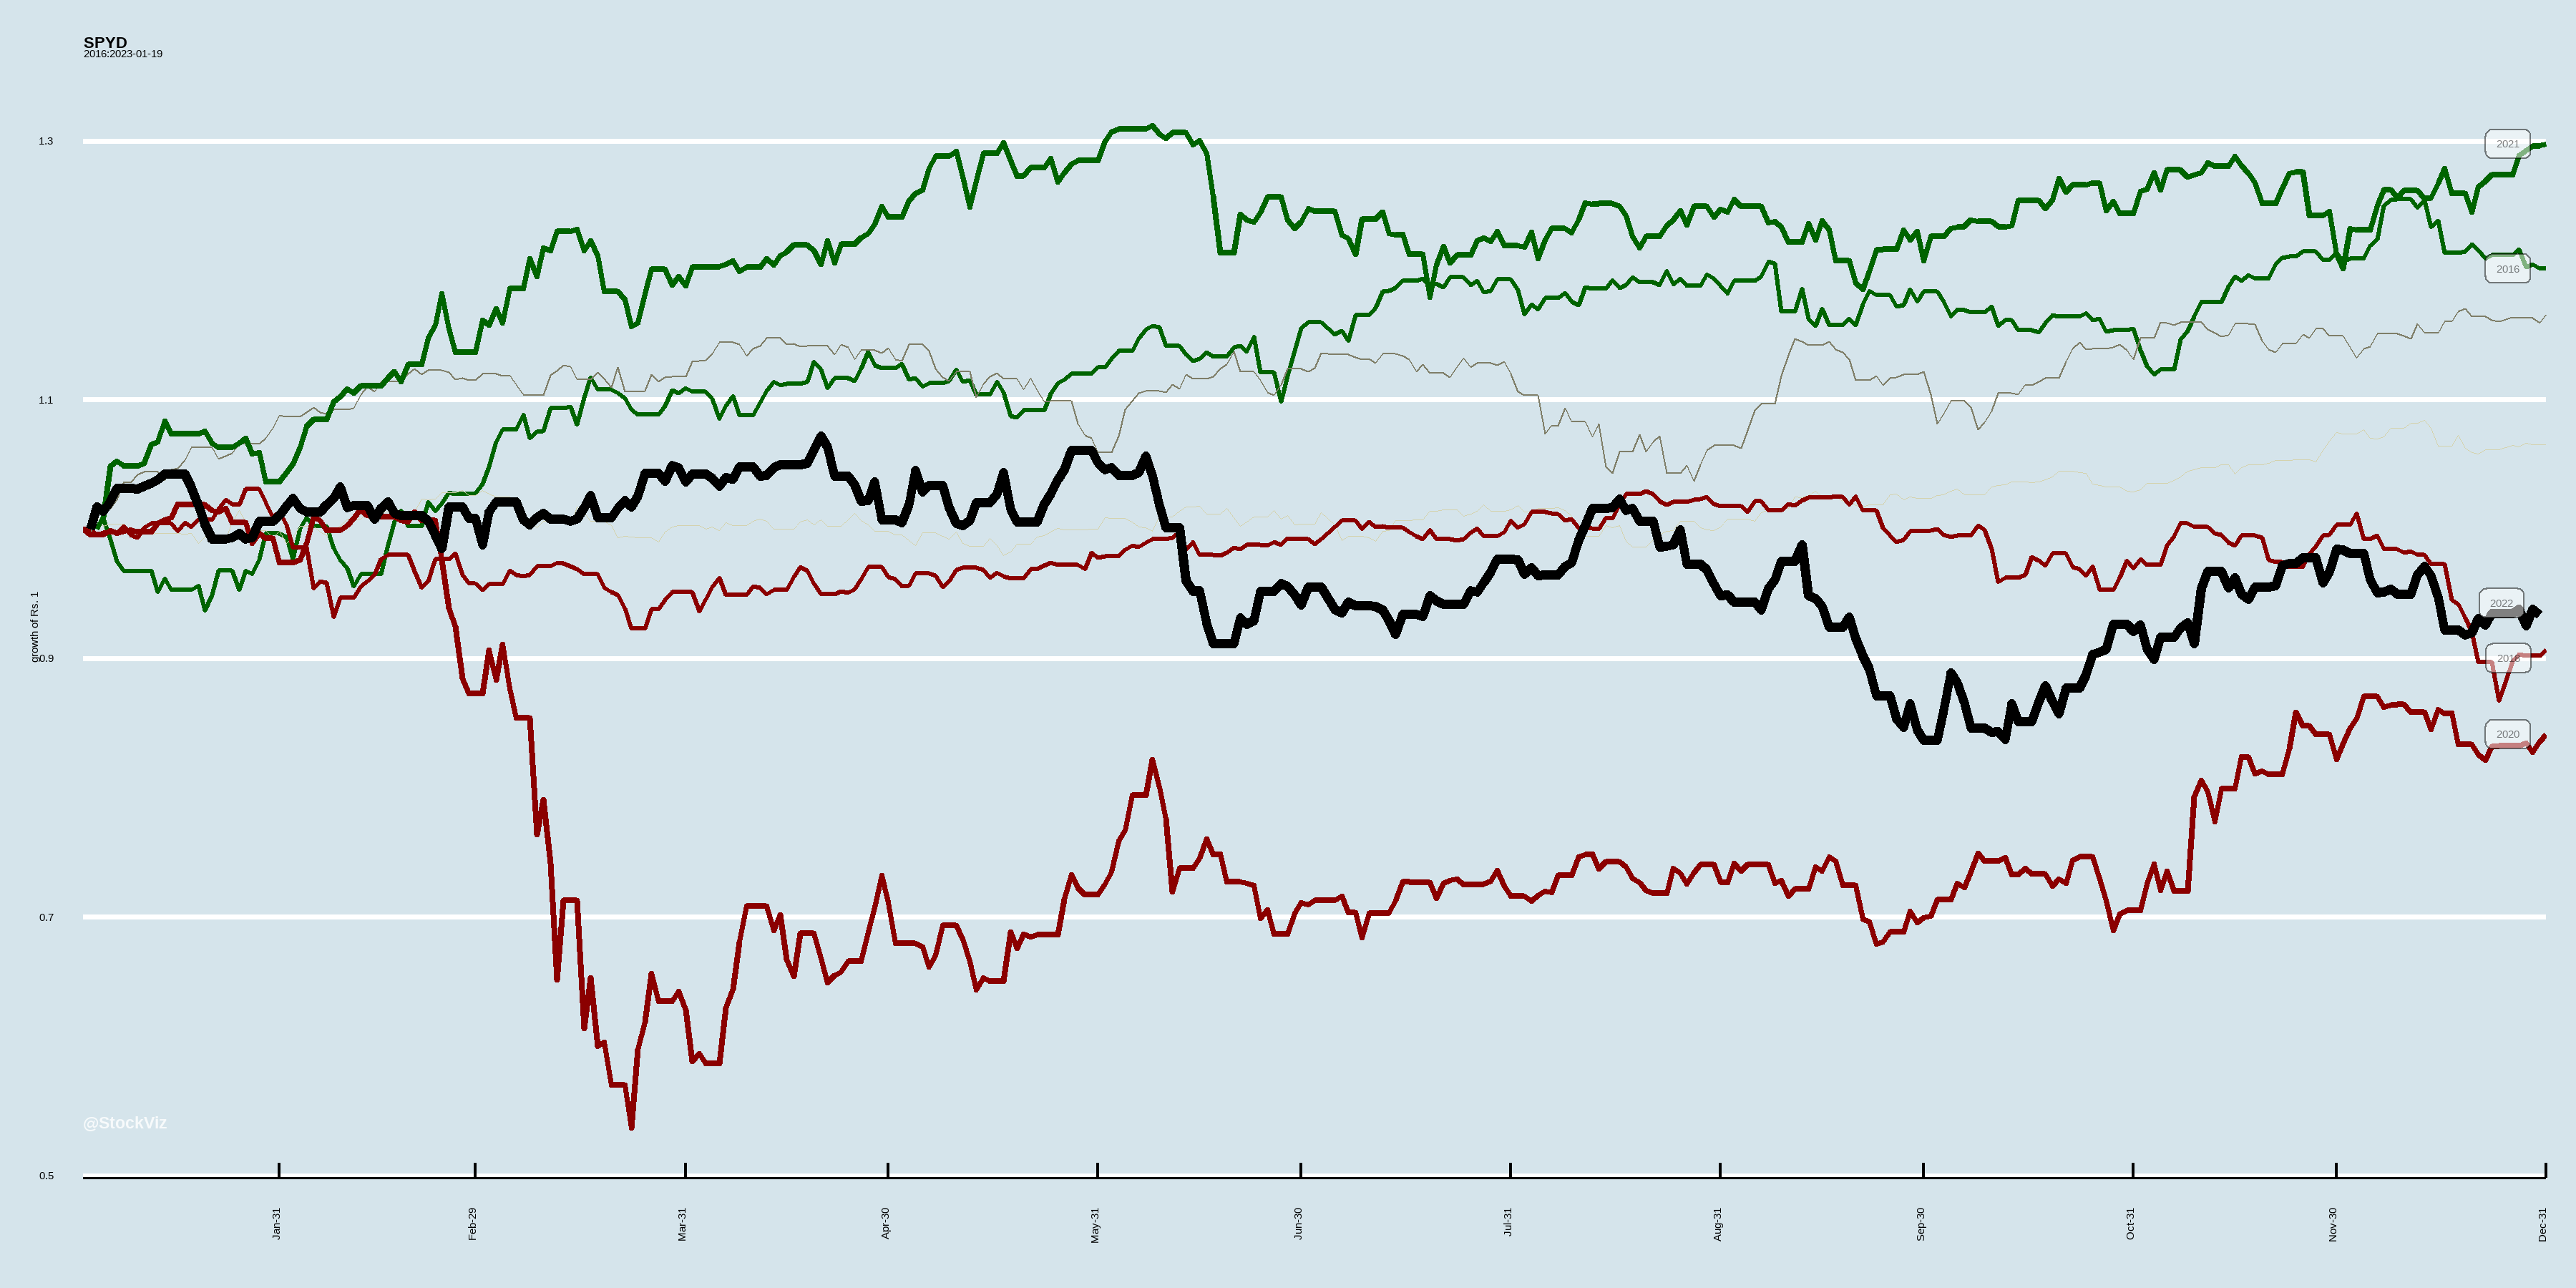 SPYD
2016:2023-01-19
1.3
1.1
0.9
0.7
0.5
growth of Rs. 1
2021
2016
2022
2018
2020
@StockViz
Jan-31
Feb-29
Mar-31
Apr-30
May-31
Jun-30
Jul-31
Aug-31
Sep-30
Oct-31
Nov-30
Dec-31